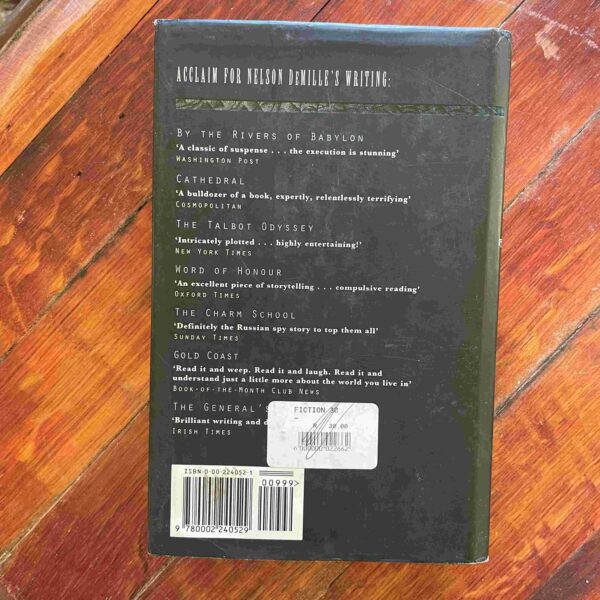 ACCLAIM FOR NELSON DEMILLE'S WRITING:
BY THE RIVERS OF BABYLON
'A classic of suspense . . . the execution is stunning'
WASHINGTON POST
CATHEDRAL
'A bulldozer of a book, expertly, relentlessly terrifying'
COSMOPOLITAN
THE TALBOT ODYSSEY
'Intricately plotted . . . highly entertaining!'
NEW YORK TIMES
WORD OF HONOUR
'An excellent piece of storytelling . . . compulsive reading'
OXFORD TIMES
THE CHARM SCHOOL
'Definitely the Russian spy story to top them all'
SUNDAY TIMES
GOLD COAST
'Read it and weep. Read it and laugh. Read it and
understand just a little more about the world you live in'
BOOK-OF-THE-MONTH CLUB NEWS
THE GENERAL'S
'Brilliant writing and
IRISH TIMES
FICTION 30
R 30.00
ISBN 0-00-224052-1
00999>
9 780002 240529